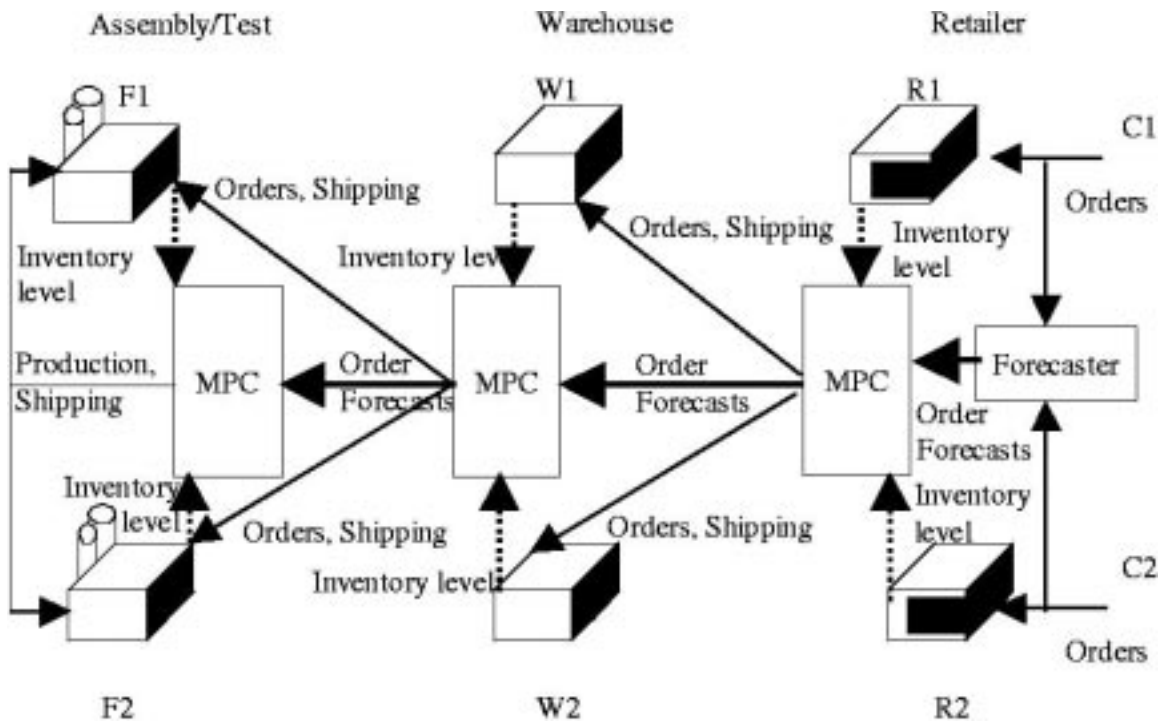 Assembly/Test
Warehouse
Retailer
F1
W1
R1
C1
Orders, Shipping
Orders, Shipping
Orders
Inventory
level
Inventory leve
Inventory
level
Production,
Shipping
MPC
Order
Forecasts
MPC
Order
Forecasts
MPC
Forecaster
Order
Forecasts
Inventory
level
Orders, Shipping
Inventory level
Orders, Shipping
Inventory
level
C2
Orders
F2
W2
R2